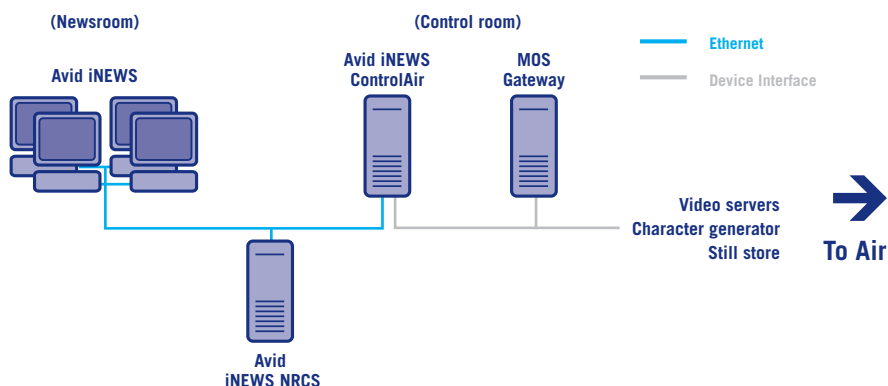 (Newsroom)
(Control room)
Avid iNEWS
Avid iNEWS
ControlAir
MOS
Gateway
Ethernet
Device Interface
Video servers
Character generator
Still store
To Air
Avid
iNEWS NRCS